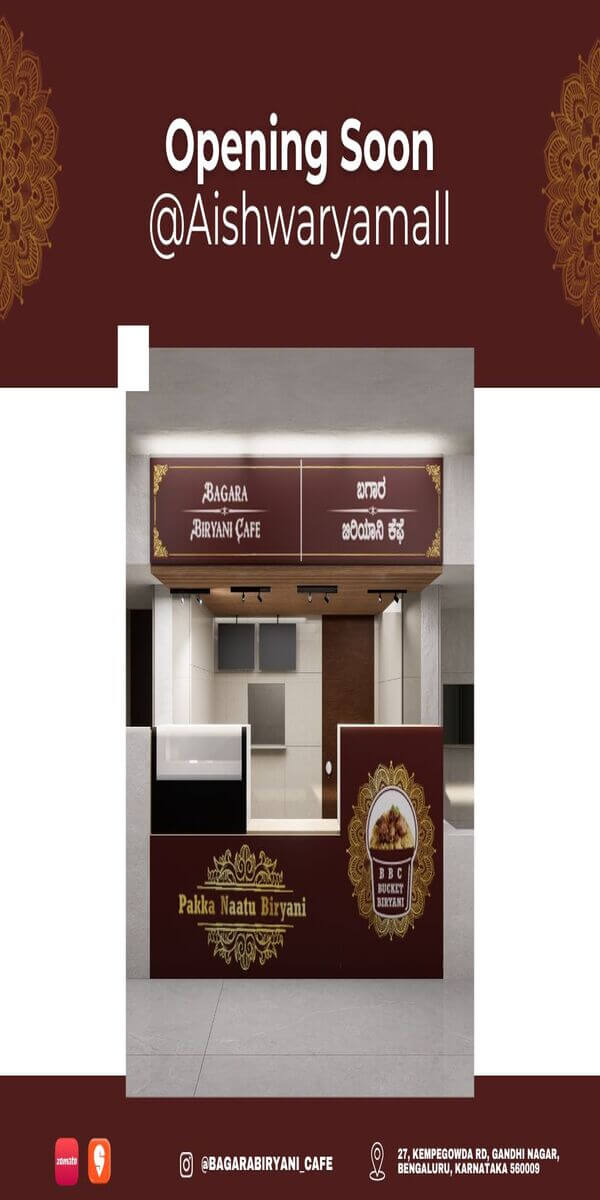 Opening Soon
@Aishwaryamall
BAGARA
BIRYANI CAFE
ಬಗಾರ
ಬಿರಿಯಾನಿ ಕೆಫೆ
Pakka Naatu Biryani
BBC
BUCKET
BIRYANI
zomato
@BAGARABIRYANI_CAFE
27, KEMPEGOWDA RD, GANDHI NAGAR,
BENGALURU, KARNATAKA 560009